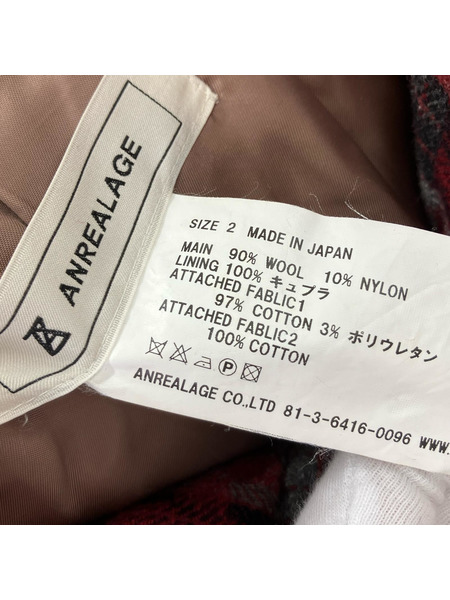 ANREALAGE
SIZE 2 MADE IN JAPAN
MAIN 90% WOOL 10% NYLON
LINING 100% キュプラ
ATTACHED FABLIC1
97% COTTON 3% ポリウレタン
ATTACHED FABLIC2
100% COTTON
P
ANREALAGE CO.,LTD 81-3-6416-0096 WWW.